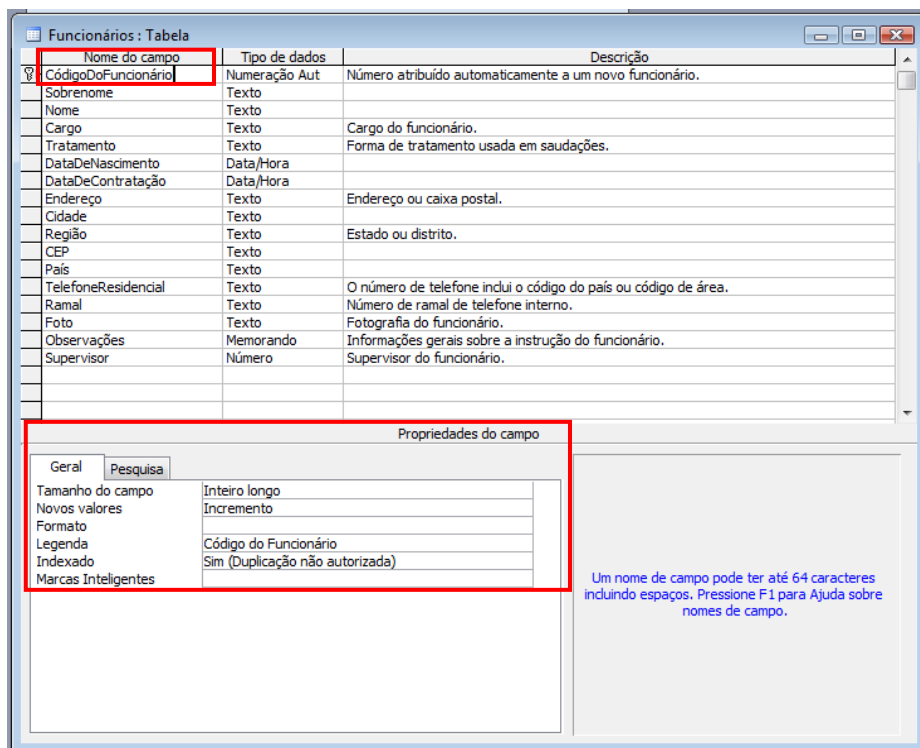 Funcionários : Tabela
Nome do campo Tipo de dados Descrição
CódigoDoFuncionário Numeração Aut Número atribuído automaticamente a um novo funcionário.
Sobrenome Texto
Nome Texto
Cargo Texto Cargo do funcionário.
Tratamento Texto Forma de tratamento usada em saudações.
DataDeNascimento Data/Hora
DataDeContratação Data/Hora
Endereço Texto Endereço ou caixa postal.
Cidade Texto
Região Texto Estado ou distrito.
CEP Texto
País Texto
TelefoneResidencial Texto O número de telefone inclui o código do país ou código de área.
Ramal Texto Número de ramal de telefone interno.
Foto Texto Fotografia do funcionário.
Observações Memorando Informações gerais sobre a instrução do funcionário.
Supervisor Número Supervisor do funcionário.
Propriedades do campo
Geral Pesquisa
Tamanho do campo Inteiro longo
Novos valores Incremento
Formato
Legenda Código do Funcionário
Indexado Sim (Duplicação não autorizada)
Marcas Inteligentes
Um nome de campo pode ter até 64 caracteres
incluindo espaços. Pressione F1 para Ajuda sobre
nomes de campo.